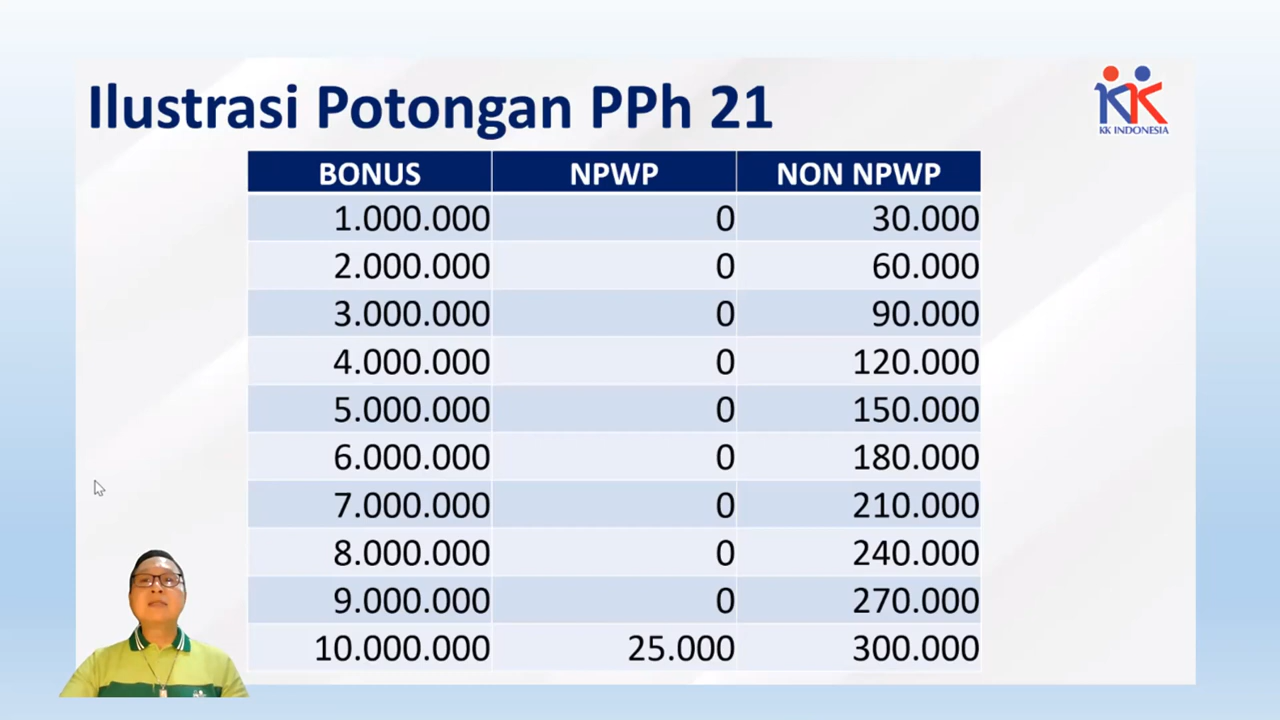 Ilustrasi Potongan PPh 21
KK INDONESIA
BONUS NPWP NON NPWP
1.000.000 0 30.000
2.000.000 0 60.000
3.000.000 0 90.000
4.000.000 0 120.000
5.000.000 0 150.000
6.000.000 0 180.000
7.000.000 0 210.000
8.000.000 0 240.000
9.000.000 0 270.000
10.000.000 25.000 300.000